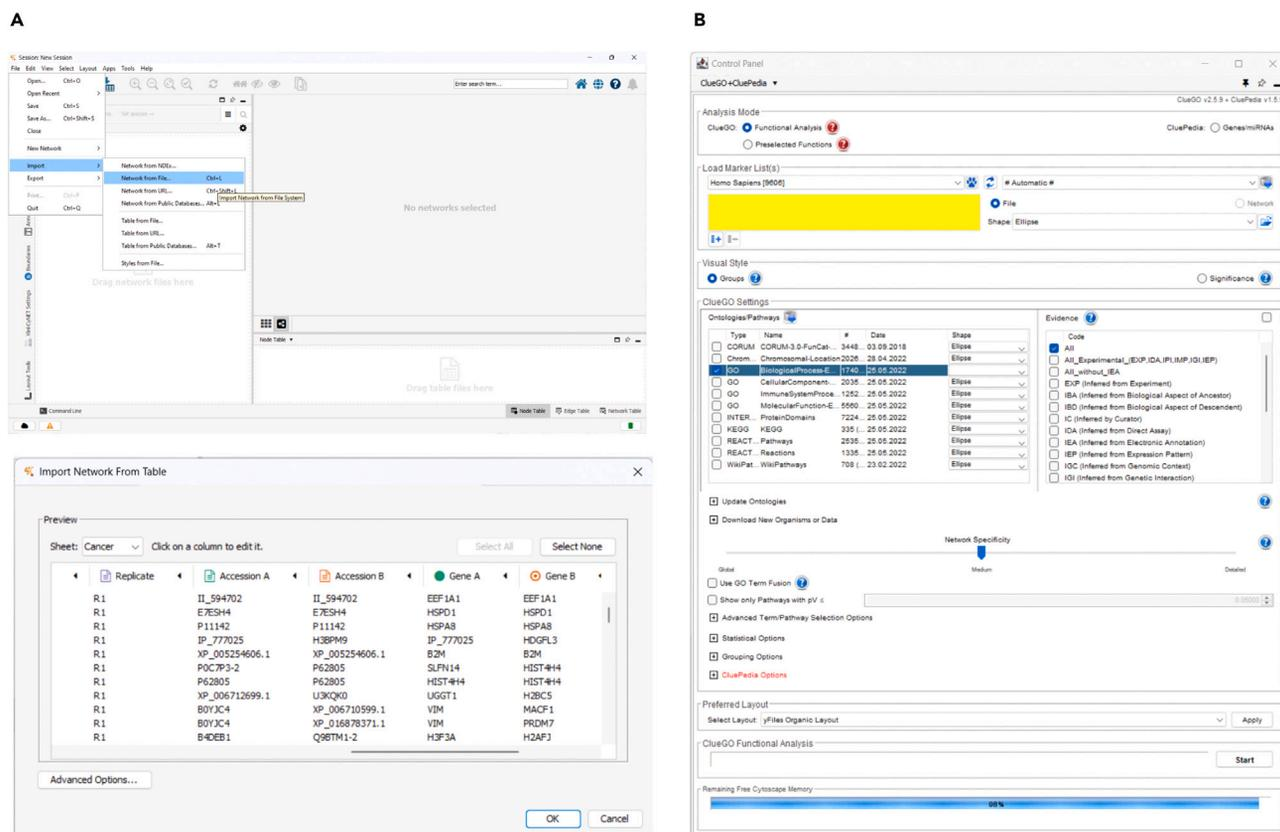 A
Session: New Session
File Edit View Select Layout Apps Tools Help
Open... Ctrl+O
Open Recent
Save Ctrl+S
Save As... Ctrl+Shift+S
Close
New Network
Import
Export
Print... Ctrl+P
Quit Ctrl+Q
Enter search term...
Network from NDEx...
Network from File... Ctrl+L
Network from URL... Ctrl+Shift+L
Import Network from File System
Network from Public Databases... Alt+L
Table from File...
Table from URL...
Table from Public Databases... Alt+T
Styles from File...
No networks selected
Drag network files here
Boundaries
Layout Tools
Node Table
Drag table files here
Command Line
Node Table Edge Table Network Table
Import Network From Table
Preview
Sheet: Cancer Click on a column to edit it. Select All Select None
Replicate Accession A Accession B Gene A Gene B
R1 II_594702 II_594702 EEF1A1 EEF1A1
R1 E7ESH4 E7ESH4 HSPD1 HSPD1
R1 P11142 P11142 HSPA8 HSPA8
R1 IP_777025 H3BPM9 IP_777025 HDGFL3
R1 XP_005254606.1 XP_005254606.1 B2M B2M
R1 P0C7P3-2 P62805 SLFN14 HIST4H4
R1 P62805 P62805 HIST4H4 HIST4H4
R1 XP_006712699.1 U3KQK0 UGGT1 H2BC5
R1 B0YJC4 XP_006710599.1 VIM MACF1
R1 B0YJC4 XP_016878371.1 VIM PRDM7
R1 B4DEB1 Q9BTM1-2 H3F3A H2AFJ
Advanced Options...
OK Cancel
B
Control Panel
ClueGO+CluePedia
ClueGO v2.5.9 + CluePedia v1.5.
Analysis Mode
ClueGO: Functional Analysis CluePedia: Genes/miRNAs
Preselected Functions
Load Marker List(s)
Homo Sapiens [9606] # Automatic #
File Network
Shape: Ellipse
Visual Style
Groups Significance
ClueGO Settings
Ontologies/Pathways
Type Name # Date Shape
CORUM CORUM-3.0-FunCat-... 3448... 03.09.2018 Ellipse
Chrom... Chromosomal-Location 2026... 28.04.2022 Ellipse
GO BiologicalProcess-E... 1740... 25.05.2022
GO CellularComponent-... 2035... 25.05.2022 Ellipse
GO ImmuneSystemProce... 1252... 25.05.2022 Ellipse
GO MolecularFunction-E... 5560... 25.05.2022 Ellipse
INTER... ProteinDomains 7224... 25.05.2022 Ellipse
KEGG KEGG 335 (... 25.05.2022 Ellipse
REACT... Pathways 2535... 25.05.2022 Ellipse
REACT... Reactions 1335... 25.05.2022 Ellipse
WikiPat... WikiPathways 708 (... 23.02.2022 Ellipse
Evidence
Code
All
All_Experimental_(EXP,IDA,IPI,IMP,IGI,IEP)
All_without_IEA
EXP (Inferred from Experiment)
IBA (Inferred from Biological Aspect of Ancestor)
IBD (Inferred from Biological Aspect of Descendent)
IC (Inferred by Curator)
IDA (Inferred from Direct Assay)
IEA (Inferred from Electronic Annotation)
IEP (Inferred from Expression Pattern)
IGC (Inferred from Genomic Context)
IGI (Inferred from Genetic Interaction)
Update Ontologies
Download New Organisms or Data
Network Specificity
Global Medium Detailed
Use GO Term Fusion
Show only Pathways with pV ≤ 0.05000
Advanced Term/Pathway Selection Options
Statistical Options
Grouping Options
CluePedia Options
Preferred Layout
Select Layout: yFiles Organic Layout Apply
ClueGO Functional Analysis
Start
Remaining Free Cytoscape Memory
98%